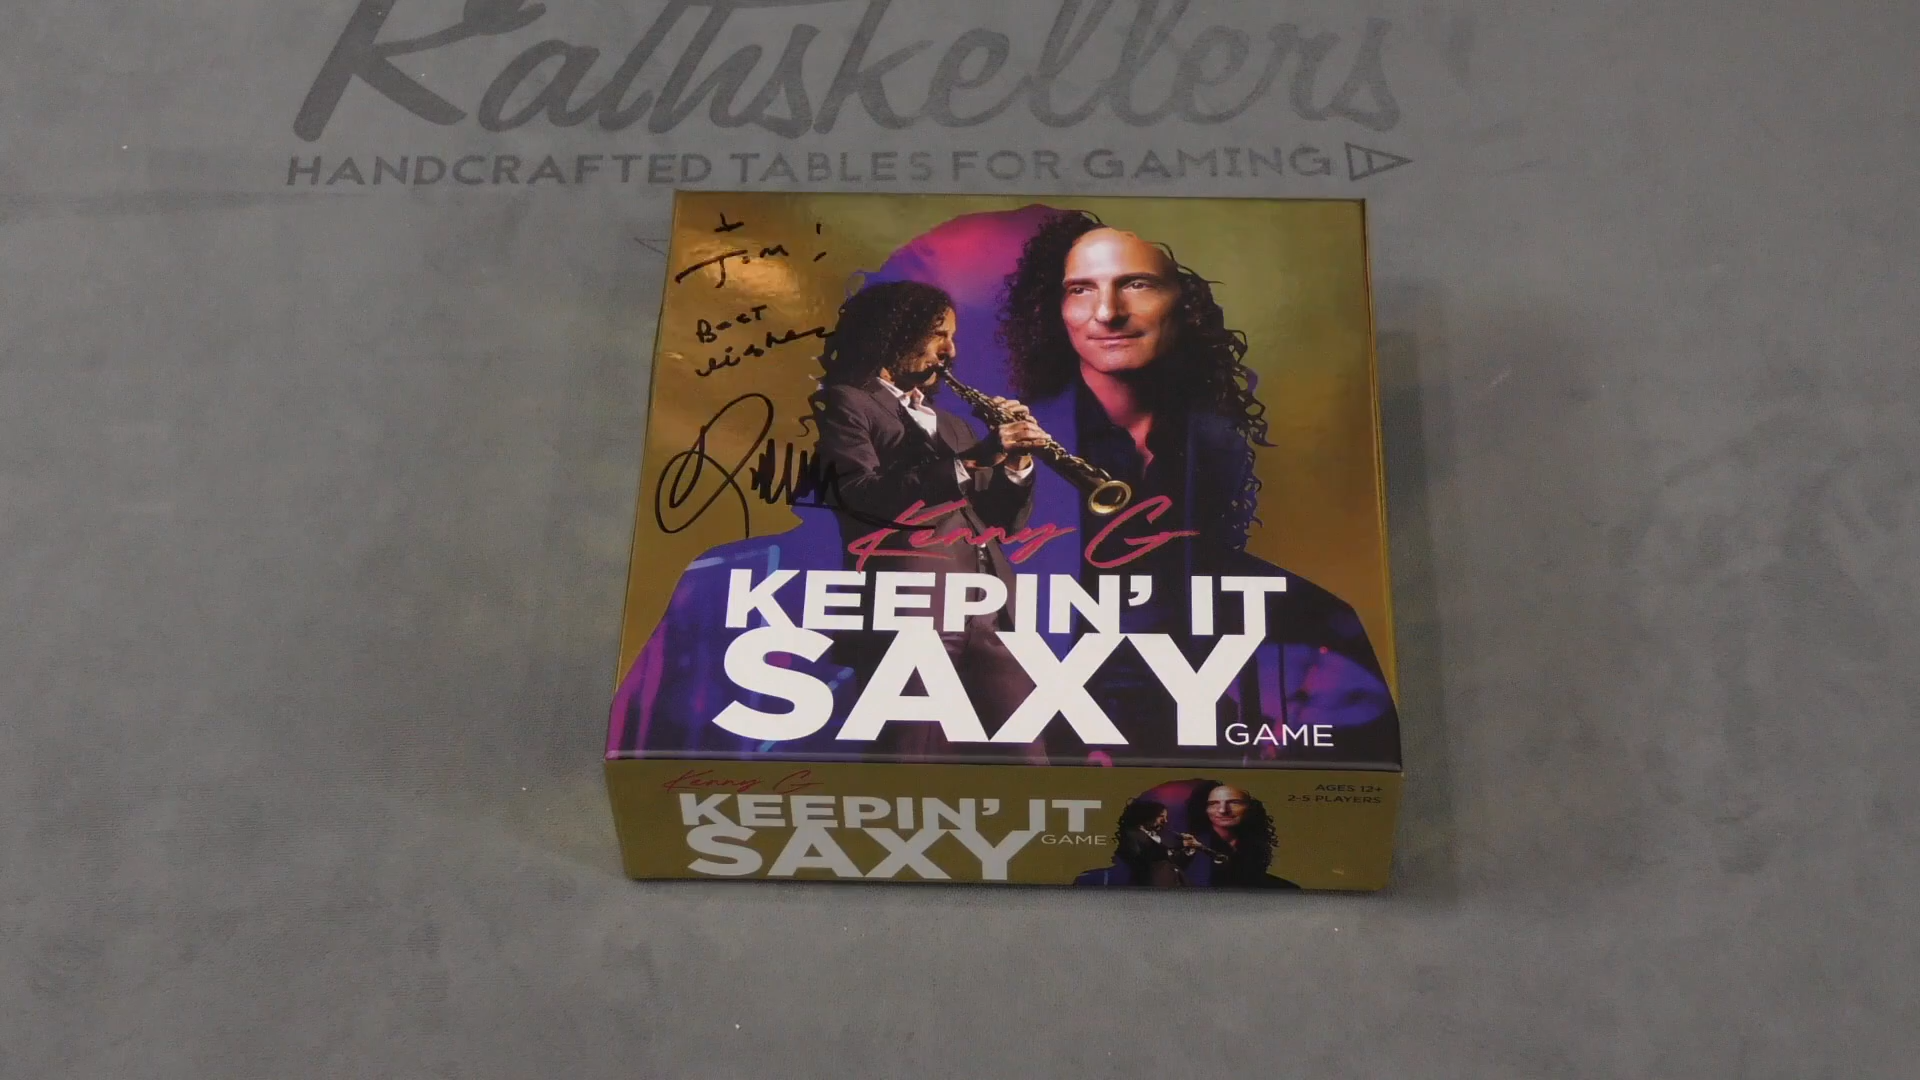 Rathskellers
HANDCRAFTED TABLES FOR GAMING
to
Tom!
Best
wishes
Kenny G
KEEPIN' IT
SAXY
GAME
Kenny G
KEEPIN' IT
SAXY
GAME
AGES 12+
2-5 PLAYERS